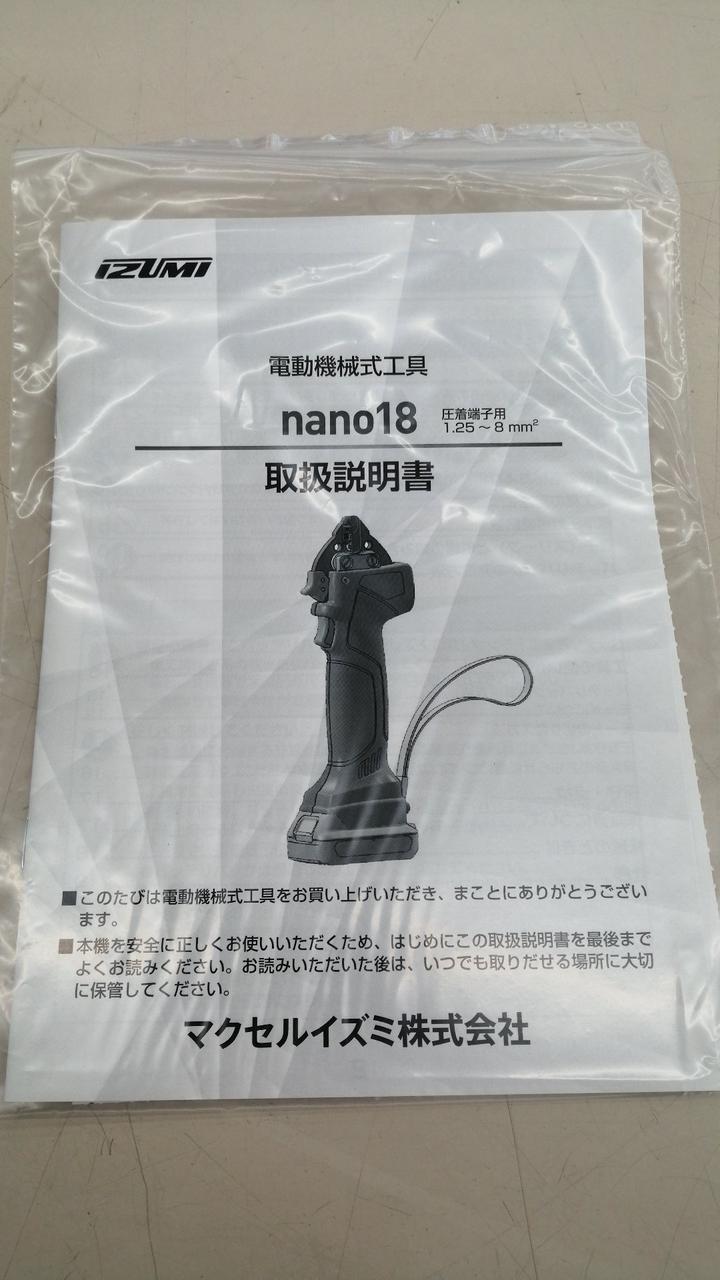 IZUMI
電動機械式工具
nano18
圧着端子用
1.25～8 mm²
取扱説明書
■このたびは電動機械式工具をお買い上げいただき、まことにありがとうござい
ます。
■本機を安全に正しくお使いいただくため、はじめにこの取扱説明書を最後まで
よくお読みください。お読みいただいた後は、いつでも取りだせる場所に大切
に保管してください。
マクセルイズミ株式会社